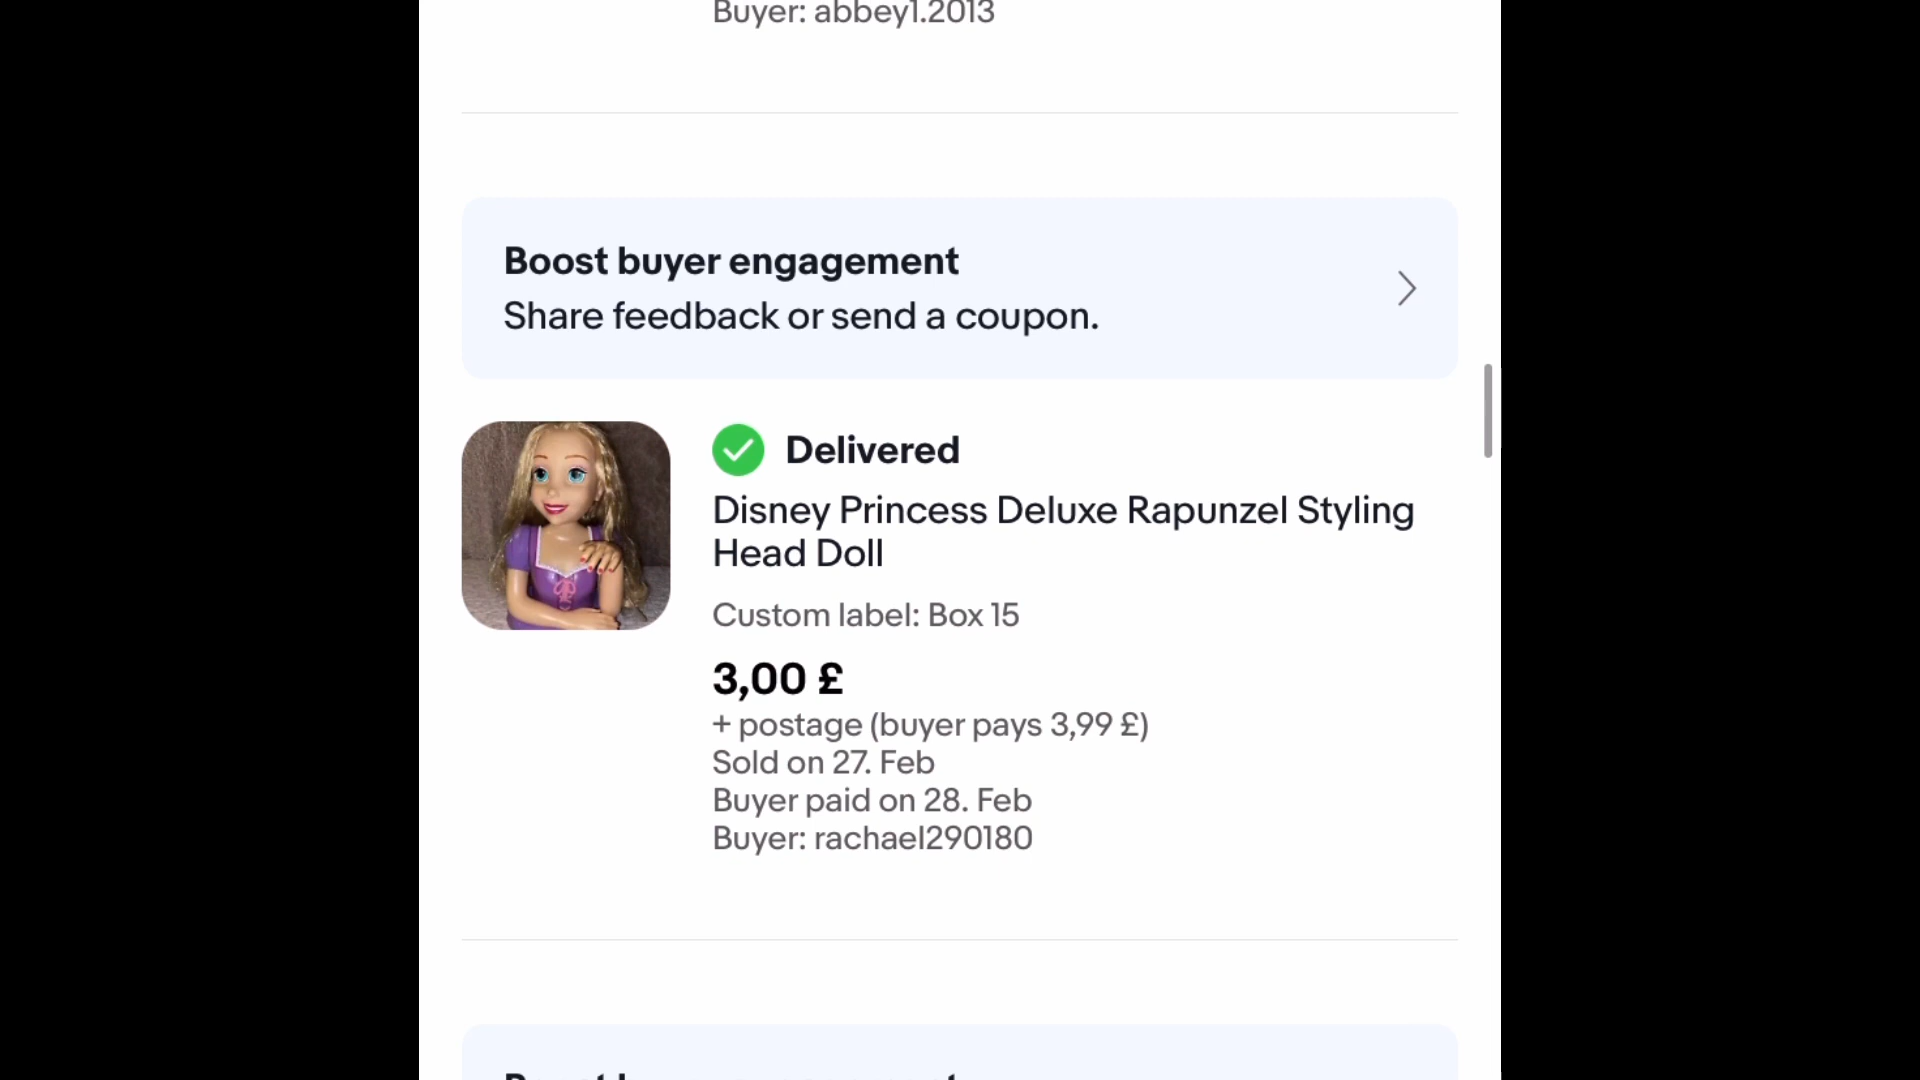 Buyer: abbey1.2013
Boost buyer engagement
Share feedback or send a coupon.
Delivered
Disney Princess Deluxe Rapunzel Styling
Head Doll
Custom label: Box 15
3,00 £
+ postage (buyer pays 3,99 £)
Sold on 27. Feb
Buyer paid on 28. Feb
Buyer: rachael290180